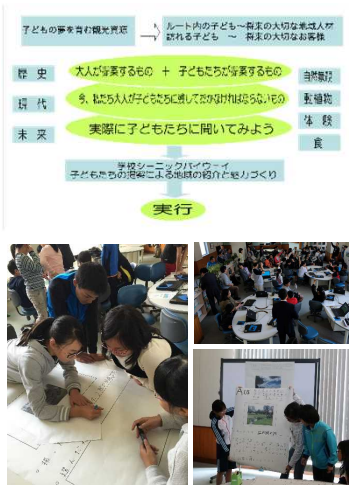 子どもの夢を育む観光資源
ルート内の子ども～将来の大切な地域人材
訪れる子ども ～ 将来の大切なお客様
歴 史
大人が提案するもの ＋ 子どもたちが提案するもの
自然景観
現 代
今、私たち大人が子どもたちに残してだかなければならないもの
動植物
体 験
未 来
実際に子どもたちに聞いてみよう
食
学校シーニックバイウェイ
子どもたちの提案による地域の紹介と魅力づくり
実行